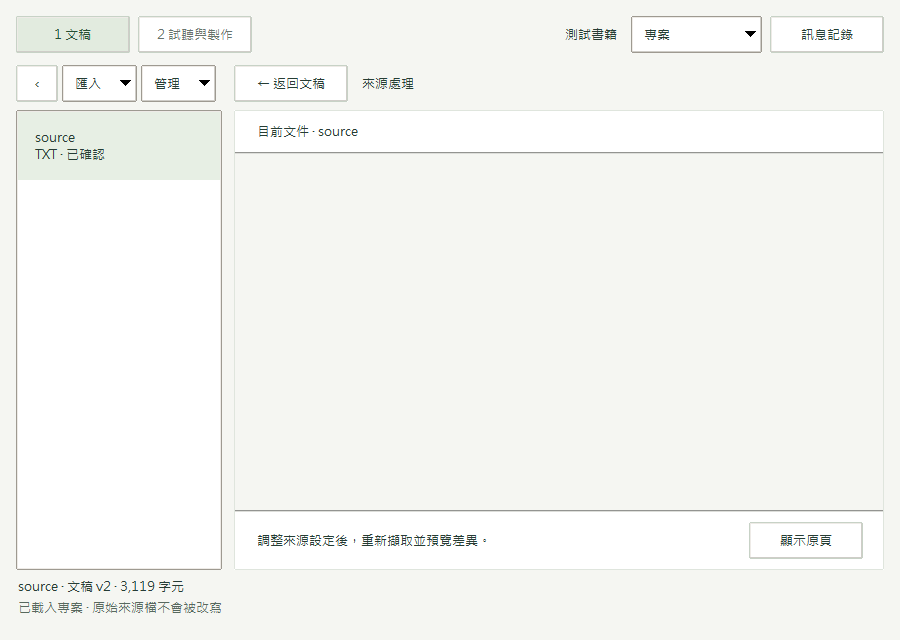 1 文稿
2 試聽與製作
測試書籍
專案
訊息記錄
‹
匯入
管理
← 返回文稿
來源處理
source
TXT · 已確認
目前文件 · source
調整來源設定後，重新擷取並預覽差異。
顯示原頁
source · 文稿 v2 · 3,119 字元
已載入專案 · 原始來源檔不會被改寫